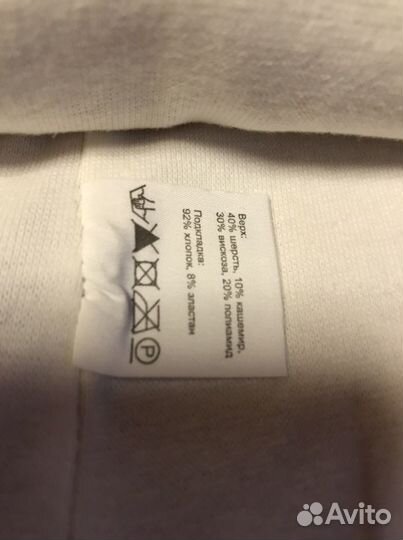 Верх:
40% шерсть, 10% кашемир,
30% вискоза, 20% полиамид
Подкладка:
92% хлопок, 8% эластан
P
Avito